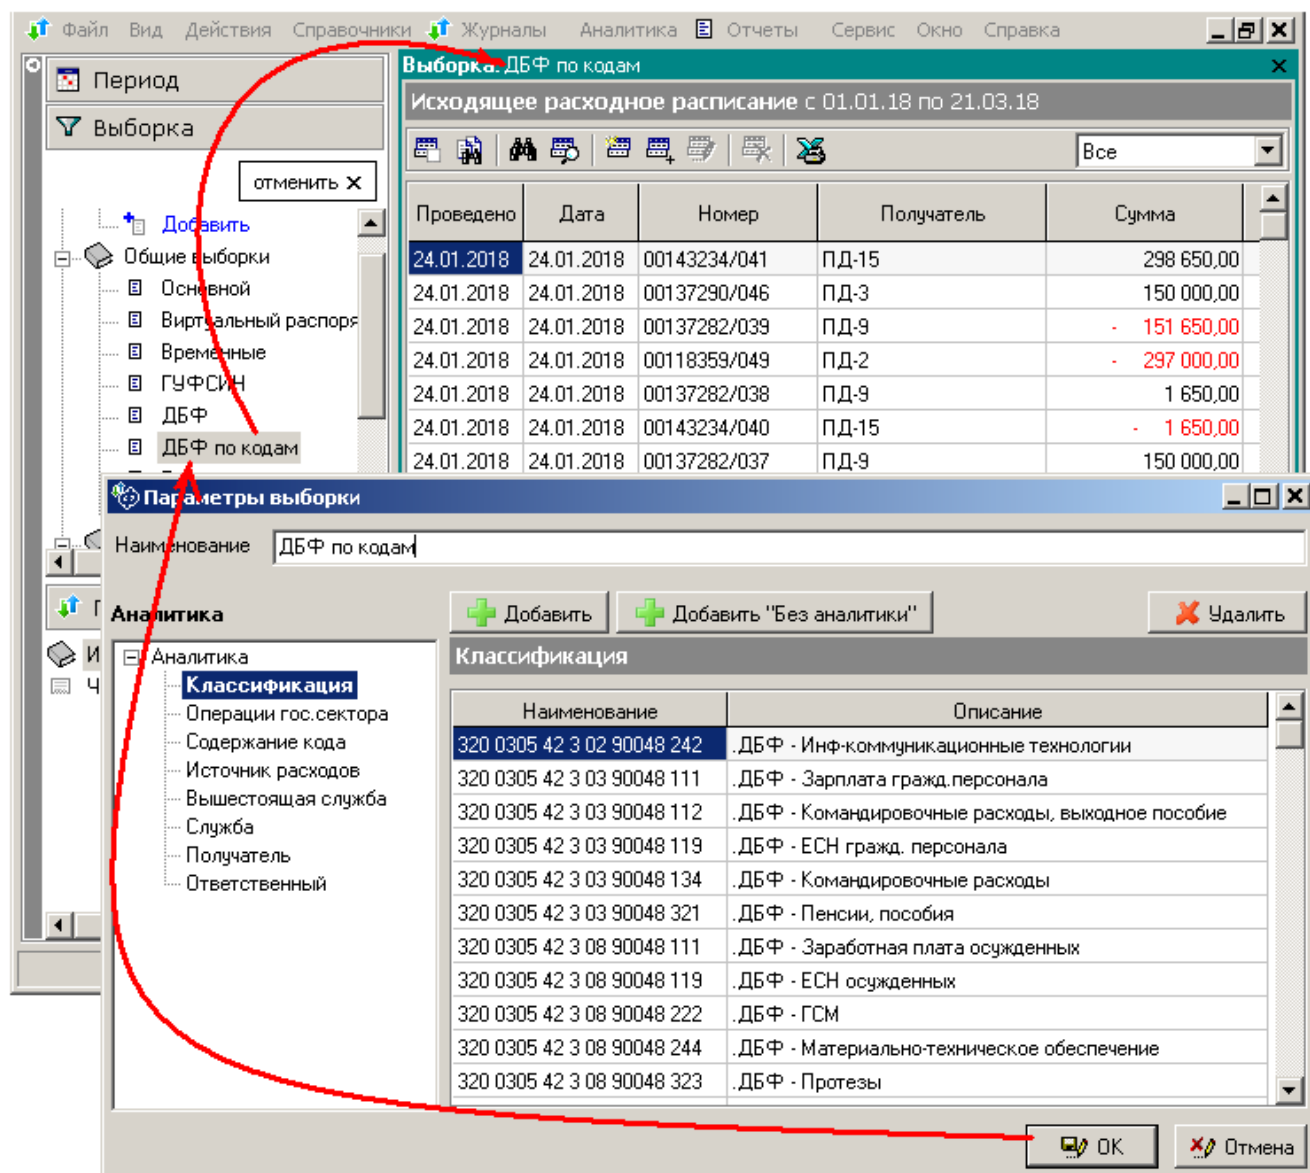 Файл Вид Действия Справочники Журналы Аналитика Отчеты Сервис Окно Справка
Период
Выборка
отменить X
Добавить
Общие выборки
Основной
Виртуальный распоря
Временные
ГУФСИН
ДБФ
ДБФ по кодам
Выборка: ДБФ по кодам
Исходящее расходное расписание с 01.01.18 по 21.03.18
Все
Проведено Дата Номер Получатель Сумма
24.01.2018 24.01.2018 00143234/041 ПД-15 298 650,00
24.01.2018 24.01.2018 00137290/046 ПД-3 150 000,00
24.01.2018 24.01.2018 00137282/039 ПД-9 - 151 650,00
24.01.2018 24.01.2018 00118359/049 ПД-2 - 297 000,00
24.01.2018 24.01.2018 00137282/038 ПД-9 1 650,00
24.01.2018 24.01.2018 00143234/040 ПД-15 - 1 650,00
24.01.2018 24.01.2018 00137282/037 ПД-9 150 000,00
Параметры выборки
Наименование ДБФ по кодам
Аналитика
Добавить Добавить "Без аналитики" Удалить
Аналитика
Классификация
Операции гос.сектора
Содержание кода
Источник расходов
Вышестоящая служба
Служба
Получатель
Ответственный
Классификация
Наименование Описание
320 0305 42 3 02 90048 242 .ДБФ - Инф-коммуникационные технологии
320 0305 42 3 03 90048 111 .ДБФ - Зарплата гражд.персонала
320 0305 42 3 03 90048 112 .ДБФ - Командировочные расходы, выходное пособие
320 0305 42 3 03 90048 119 .ДБФ - ЕСН гражд. персонала
320 0305 42 3 03 90048 134 .ДБФ - Командировочные расходы
320 0305 42 3 03 90048 321 .ДБФ - Пенсии, пособия
320 0305 42 3 08 90048 111 .ДБФ - Заработная плата осужденных
320 0305 42 3 08 90048 119 .ДБФ - ЕСН осужденных
320 0305 42 3 08 90048 222 .ДБФ - ГСМ
320 0305 42 3 08 90048 244 .ДБФ - Материально-техническое обеспечение
320 0305 42 3 08 90048 323 .ДБФ - Протезы
OK Отмена